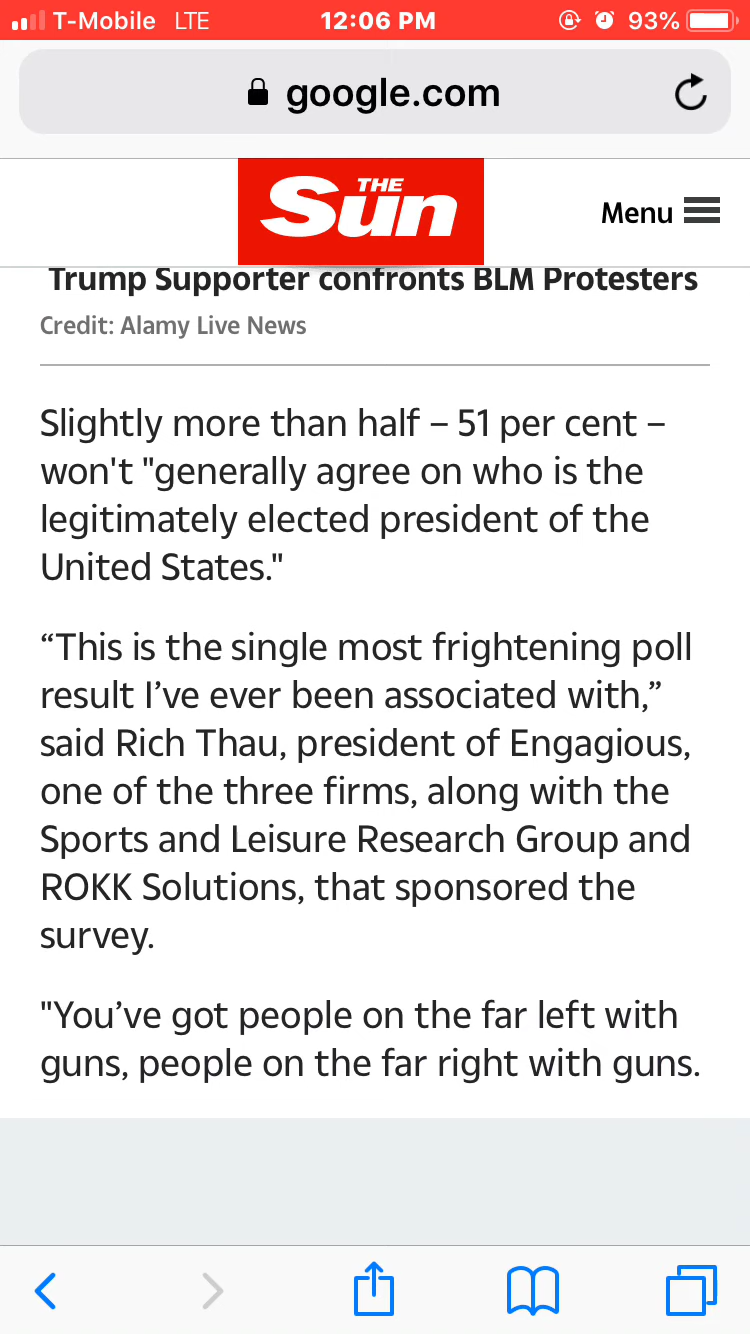 T-Mobile LTE 12:06 PM 93%
google.com
THE
Sun
Menu
Trump Supporter confronts BLM Protesters
Credit: Alamy Live News
Slightly more than half – 51 per cent –
won't "generally agree on who is the
legitimately elected president of the
United States."
“This is the single most frightening poll
result I’ve ever been associated with,”
said Rich Thau, president of Engagious,
one of the three firms, along with the
Sports and Leisure Research Group and
ROKK Solutions, that sponsored the
survey.
"You’ve got people on the far left with
guns, people on the far right with guns.